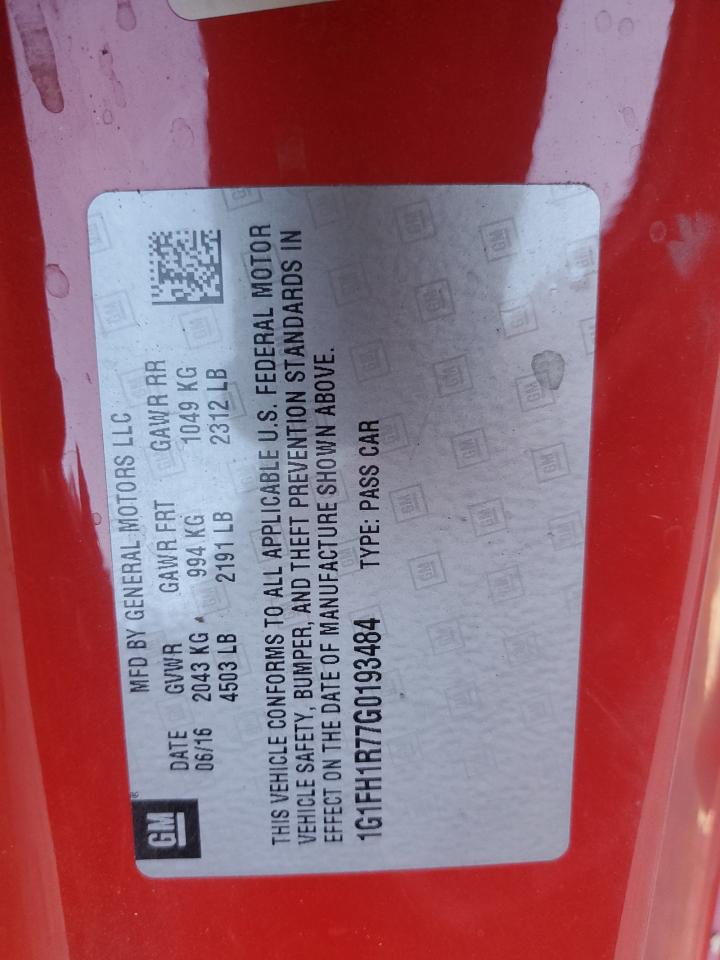 GM
MFD BY GENERAL MOTORS LLC
DATE GVWR GAWR FRT GAWR RR
06/16 2043 KG 994 KG 1049 KG
4503 LB 2191 LB 2312 LB
THIS VEHICLE CONFORMS TO ALL APPLICABLE U.S. FEDERAL MOTOR
VEHICLE SAFETY, BUMPER, AND THEFT PREVENTION STANDARDS IN
EFFECT ON THE DATE OF MANUFACTURE SHOWN ABOVE.
1G1FH1R77G0193484 TYPE: PASS CAR